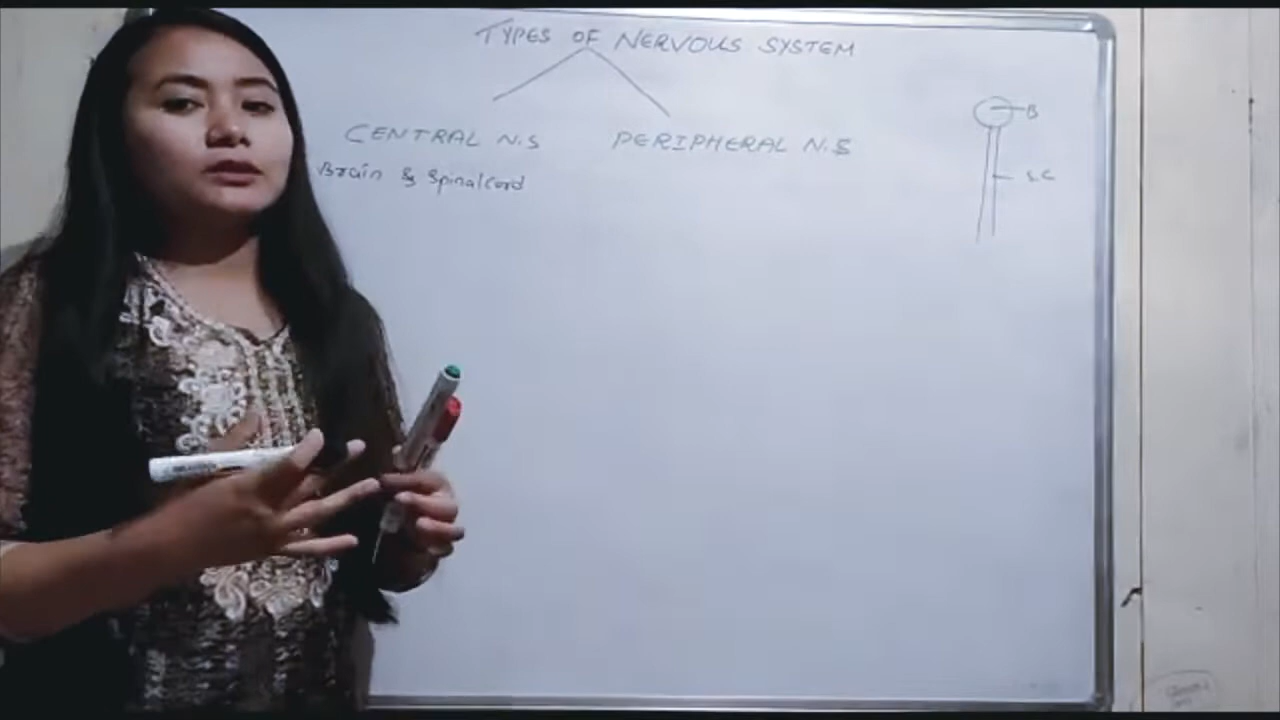 TYPES OF NERVOUS SYSTEM
CENTRAL N.S PERIPHERAL N.S
Brain & Spinalcord
B
S C